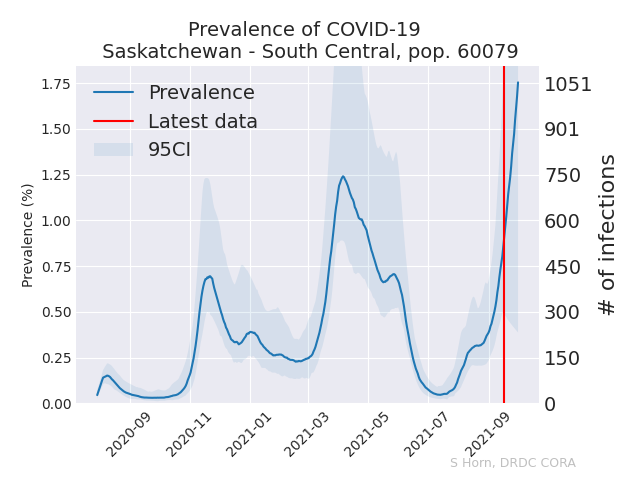 Prevalence of COVID-19
Saskatchewan - South Central, pop. 60079
Prevalence
Latest data
95CI
Prevalence (%)
1.75
1.50
1.25
1.00
0.75
0.50
0.25
0.00
1051
901
750
600
450
300
150
0
# of infections
2020-09
2020-11
2021-01
2021-03
2021-05
2021-07
2021-09
S Horn, DRDC CORA